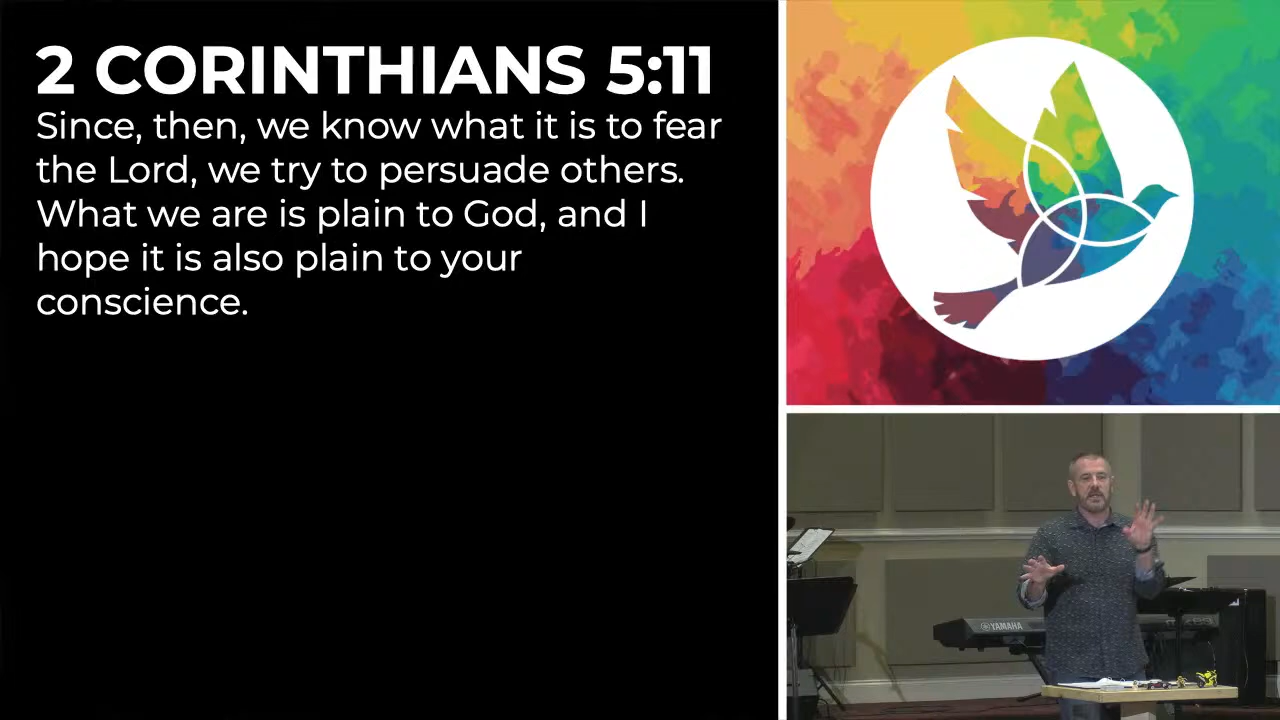 2 CORINTHIANS 5:11
Since, then, we know what it is to fear
the Lord, we try to persuade others.
What we are is plain to God, and I
hope it is also plain to your
conscience.
YAMAHA